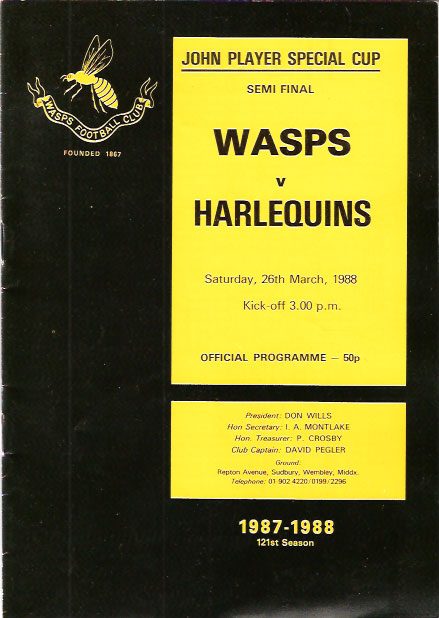 WASPS FOOTBALL CLUB
FOUNDED 1867
JOHN PLAYER SPECIAL CUP
SEMI FINAL
WASPS
v
HARLEQUINS
Saturday, 26th March, 1988
Kick-off 3.00 p.m.
OFFICIAL PROGRAMME — 50p
President: DON WILLS
Hon Secretary: I. A. MONTLAKE
Hon. Treasurer: P. CROSBY
Club Captain: DAVID PEGLER
Ground:
Repton Avenue, Sudbury, Wembley, Middx.
Telephone: 01-902 4220/0199/2296
1987-1988
121st Season